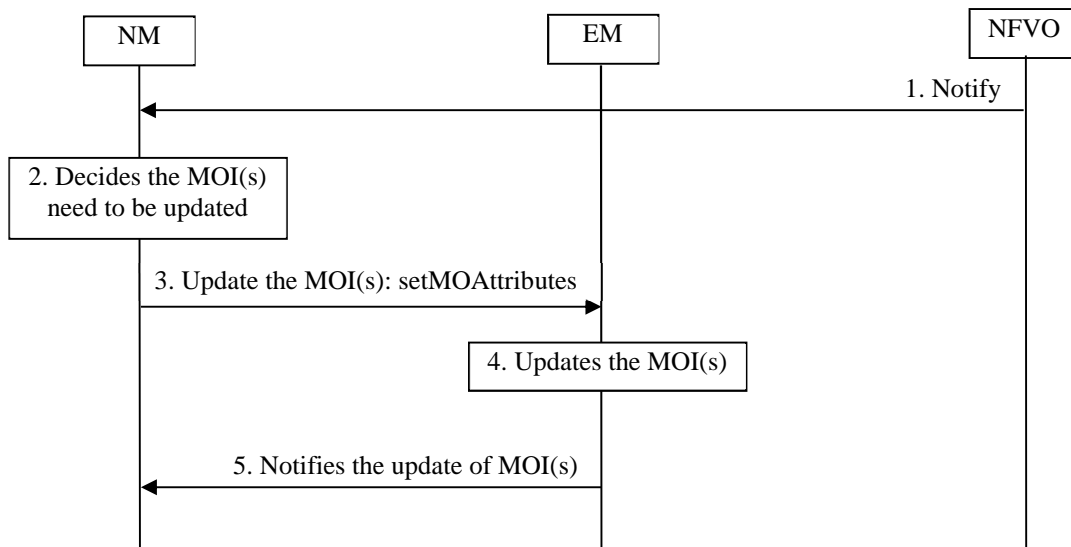 NM
EM
NFVO
1. Notify
2. Decides the MOI(s)
need to be updated
3. Update the MOI(s): setMOAttributes
4. Updates the MOI(s)
5. Notifies the update of MOI(s)